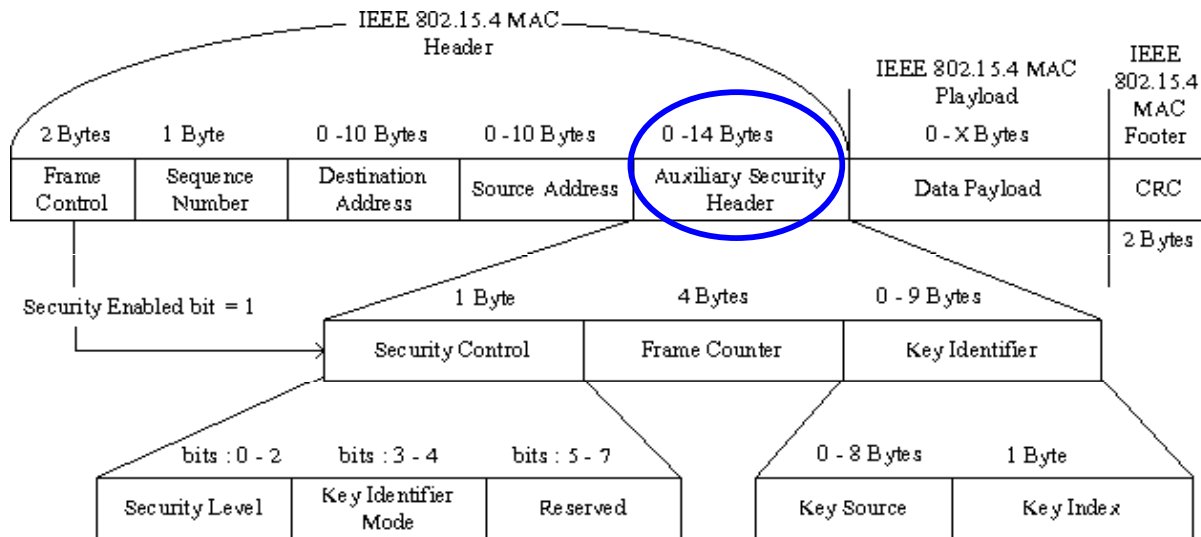 IEEE 802.15.4 MAC
Header
IEEE 802.15.4 MAC
Playload
IEEE
802.15.4
MAC
Footer
2 Bytes
1 Byte
0 -10 Bytes
0 -10 Bytes
0 -14 Bytes
0 - X Bytes
Frame
Control
Sequence
Number
Destination
Address
Source Address
Auxiliary Security
Header
Data Payload
CRC
2 Bytes
Security Enabled bit = 1
1 Byte
4 Bytes
0 - 9 Bytes
Security Control
Frame Counter
Key Identifier
bits : 0 - 2
bits : 3 - 4
bits : 5 - 7
0 - 8 Bytes
1 Byte
Security Level
Key Identifier
Mode
Reserved
Key Source
Key Index